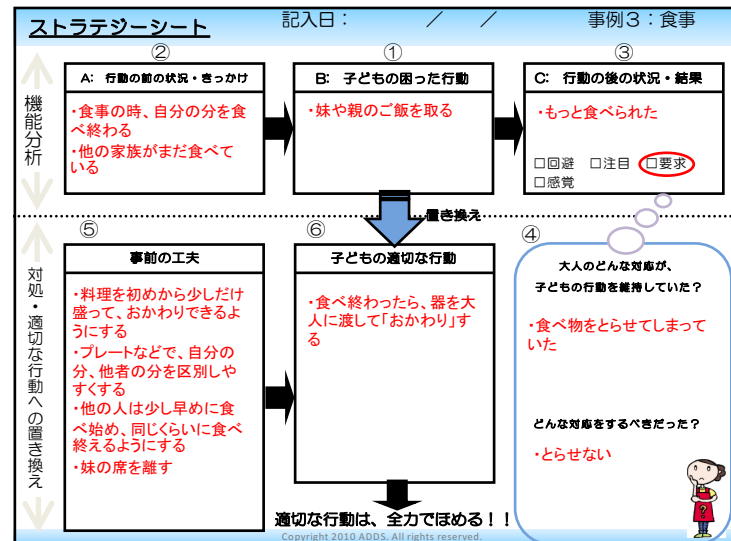 ストラテジーシート
記入日： ／ ／
事例３：食事
②
①
③
機能分析
A: 行動の前の状況・きっかけ
・食事の時、自分の分を食
べ終わる
・他の家族がまだ食べて
いる
B: 子どもの困った行動
・妹や親のご飯を取る
C: 行動の後の状況・結果
・もっと食べられた
□回避 □注目 □要求
□感覚
置き換え
⑤
⑥
④
対処・適切な行動への置き換え
事前の工夫
・料理を初めから少しだけ
盛って、おかわりできるよ
うにする
・プレートなどで、自分の
分、他者の分を区別しや
すくする
・他の人は少し早めに食
べ始め、同じくらいに食べ
終えるようにする
・妹の席を離す
子どもの適切な行動
・食べ終わったら、器を大
人に渡して「おかわり」す
る
大人のどんな対応が、
子どもの行動を維持していた？
・食べ物をとらせてしまって
いた
どんな対応をするべきだった？
・とらせない
?
適切な行動は、全力でほめる！！
Copyright 2010 ADDS. All rights reserved.